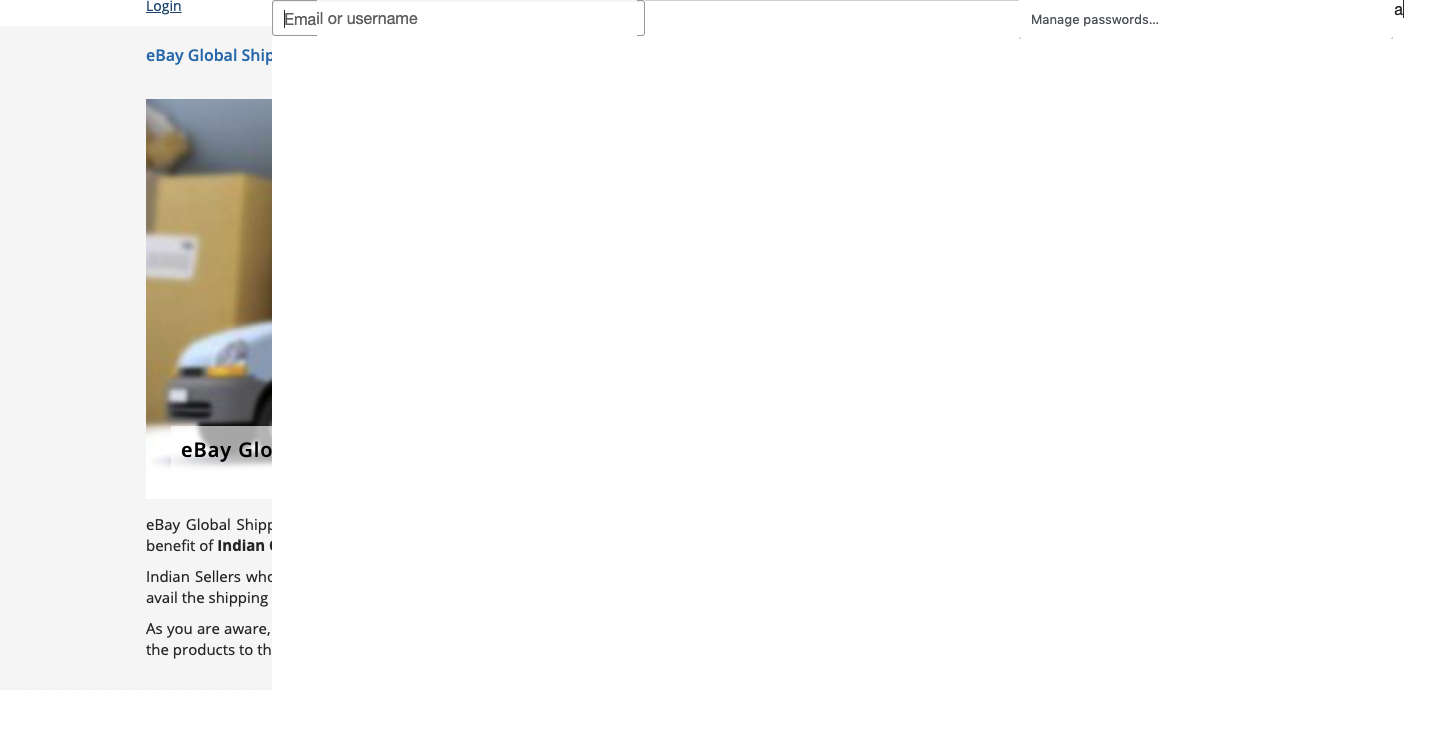 Login
Email or username
Manage passwords...
a
eBay Global Ship
eBay Glo
eBay Global Shipp
benefit of Indian
Indian Sellers who
avail the shipping
As you are aware,
the products to th